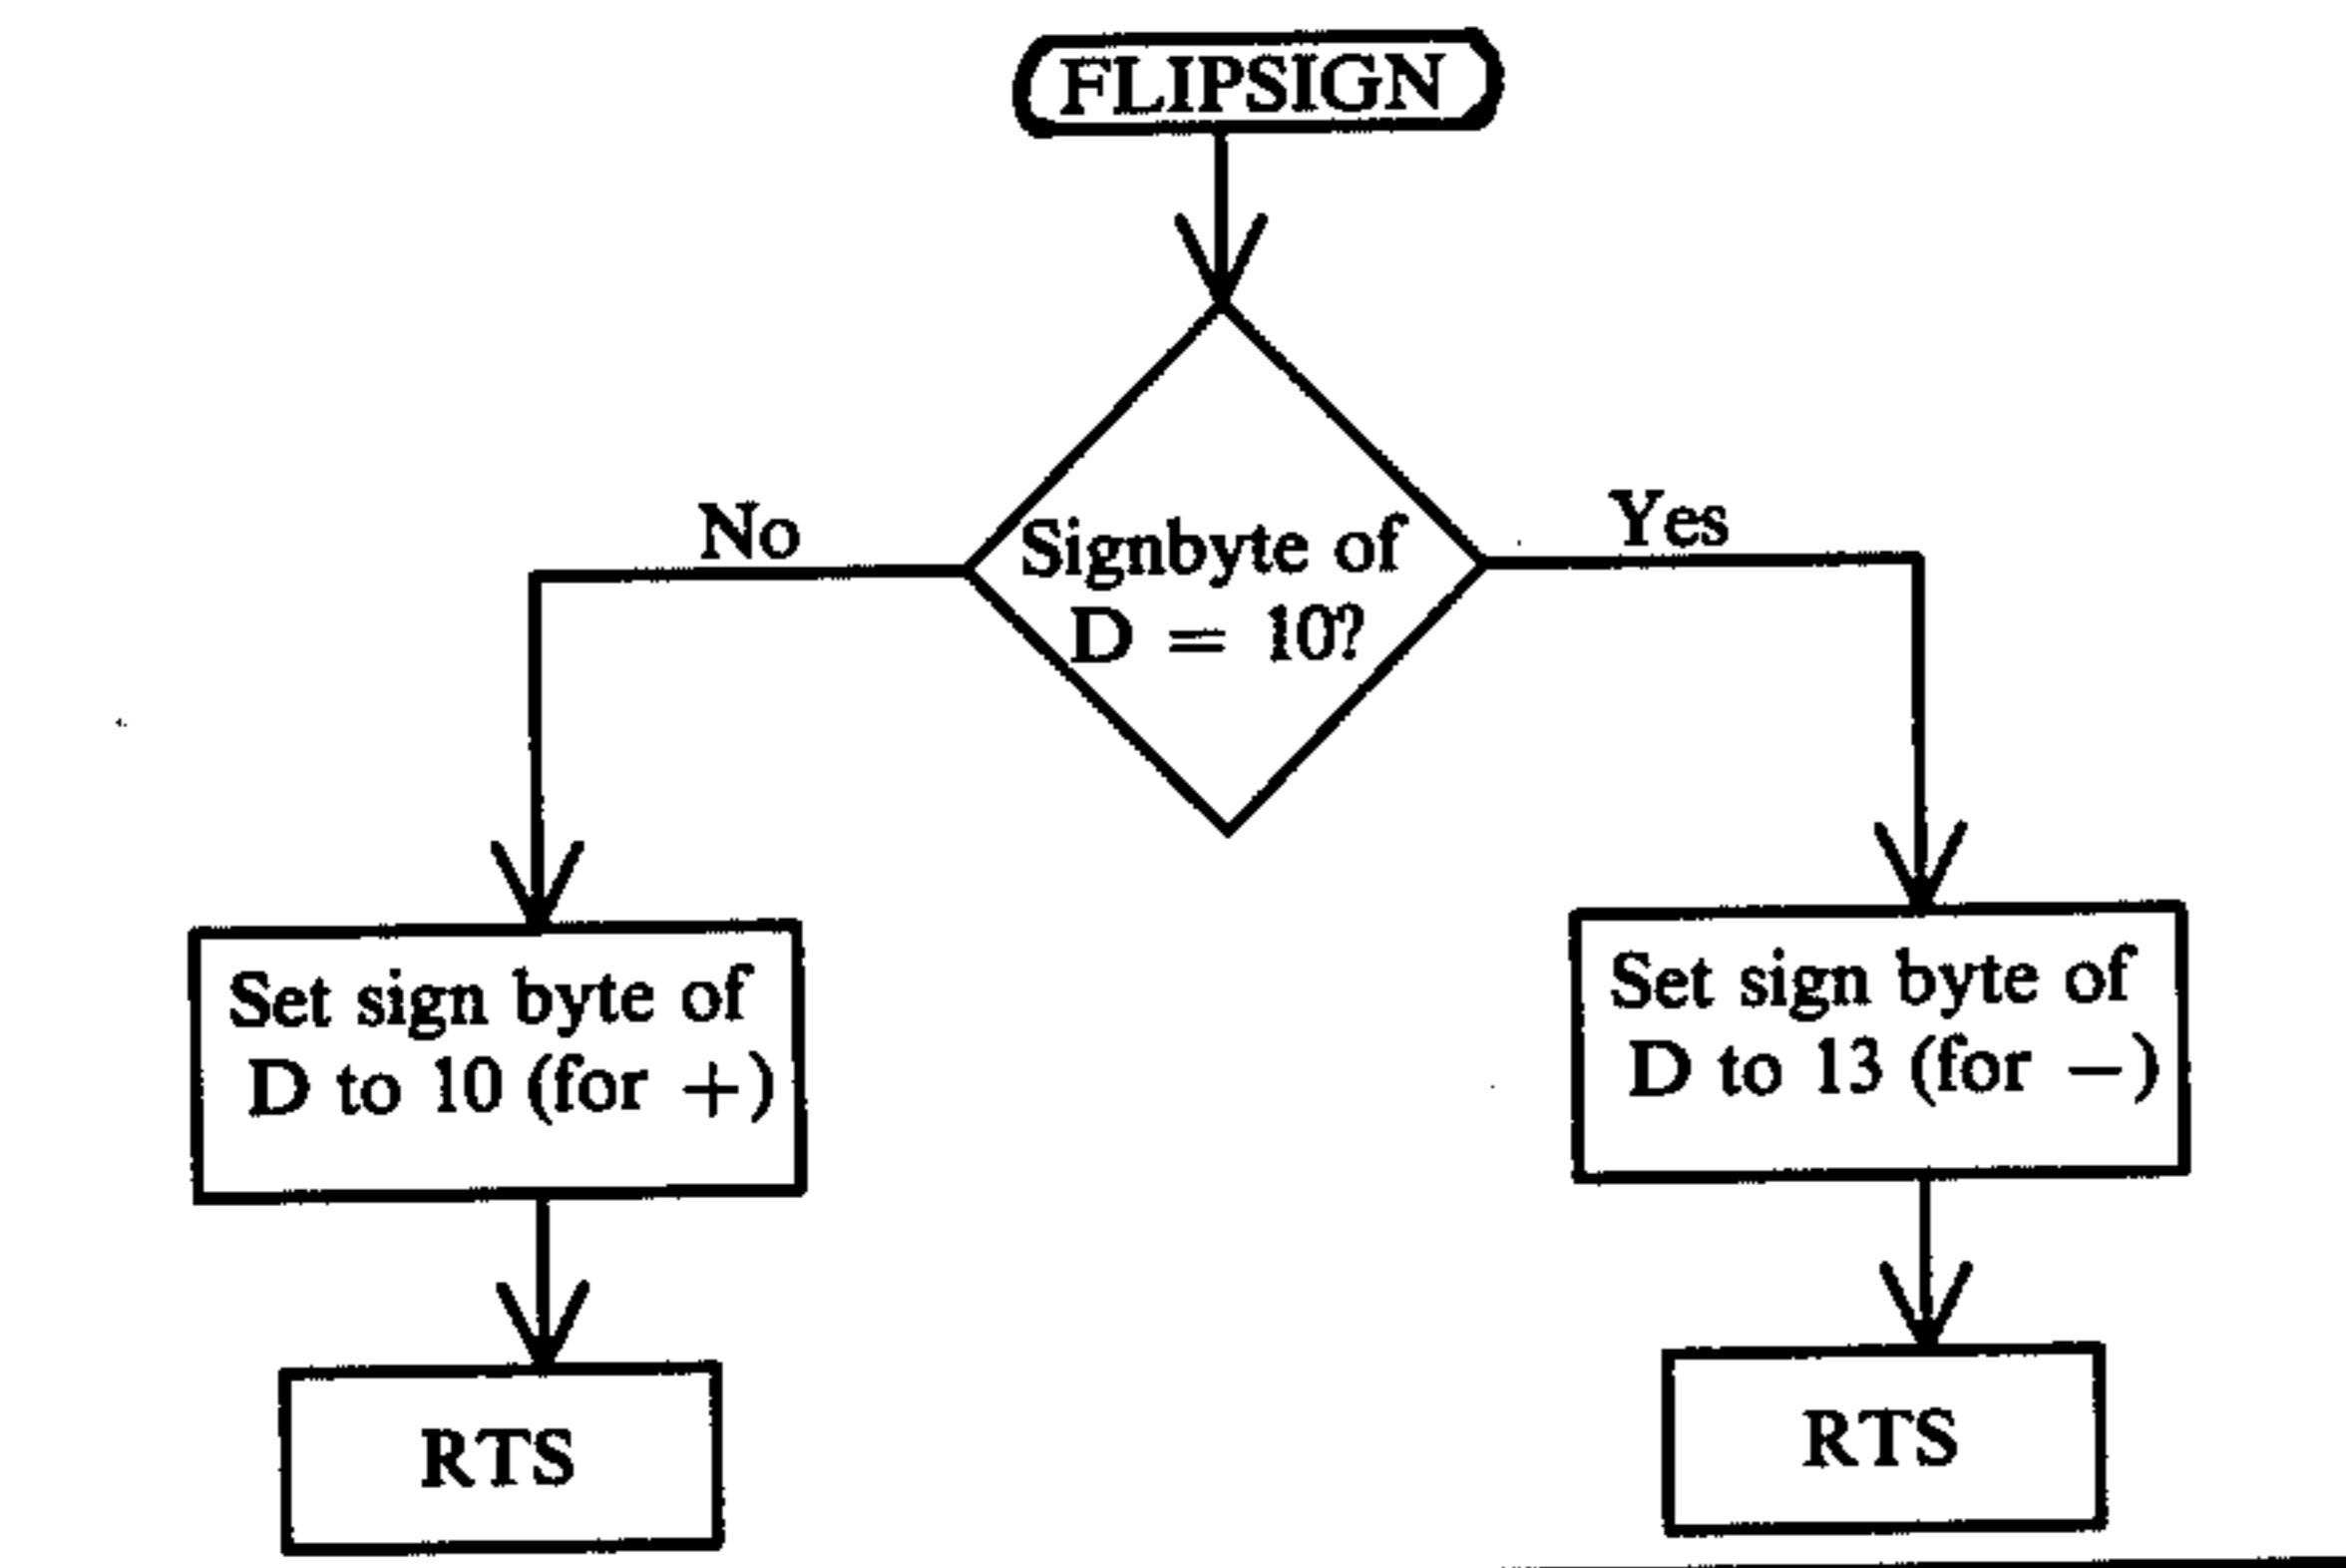 FLIPSIGN
No
Yes
Signbyte of
D = 10?
Set sign byte of
D to 10 (for +)
Set sign byte of
D to 13 (for −)
RTS
RTS